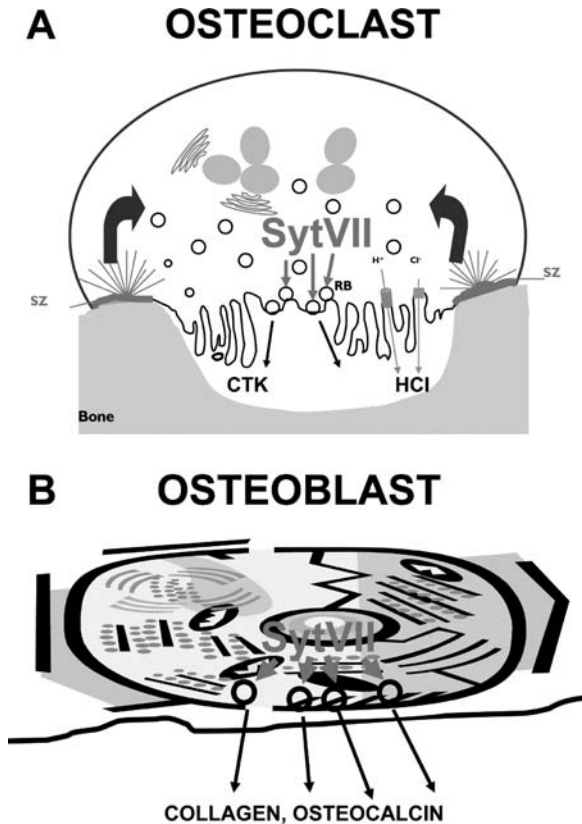 A OSTEOCLAST
SytVII
H⁺ Cl⁻
SZ
RB
SZ
CTK HCl
Bone
B OSTEOBLAST
SytVII
COLLAGEN, OSTEOCALCIN